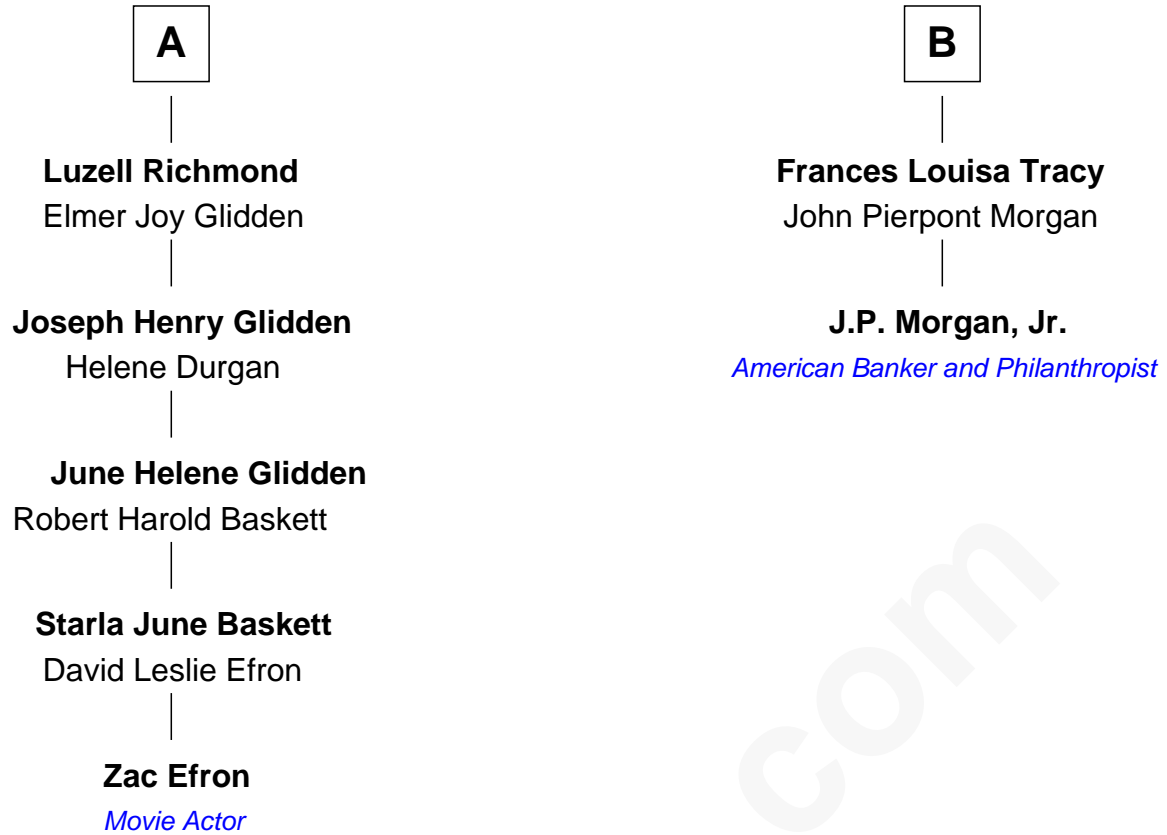 A
Luzell Richmond
Elmer Joy Glidden
Joseph Henry Glidden
Helene Durgan
June Helene Glidden
Robert Harold Baskett
Starla June Baskett
David Leslie Efron
Zac Efron
Movie Actor
B
Frances Louisa Tracy
John Pierpont Morgan
J.P. Morgan, Jr.
American Banker and Philanthropist
com